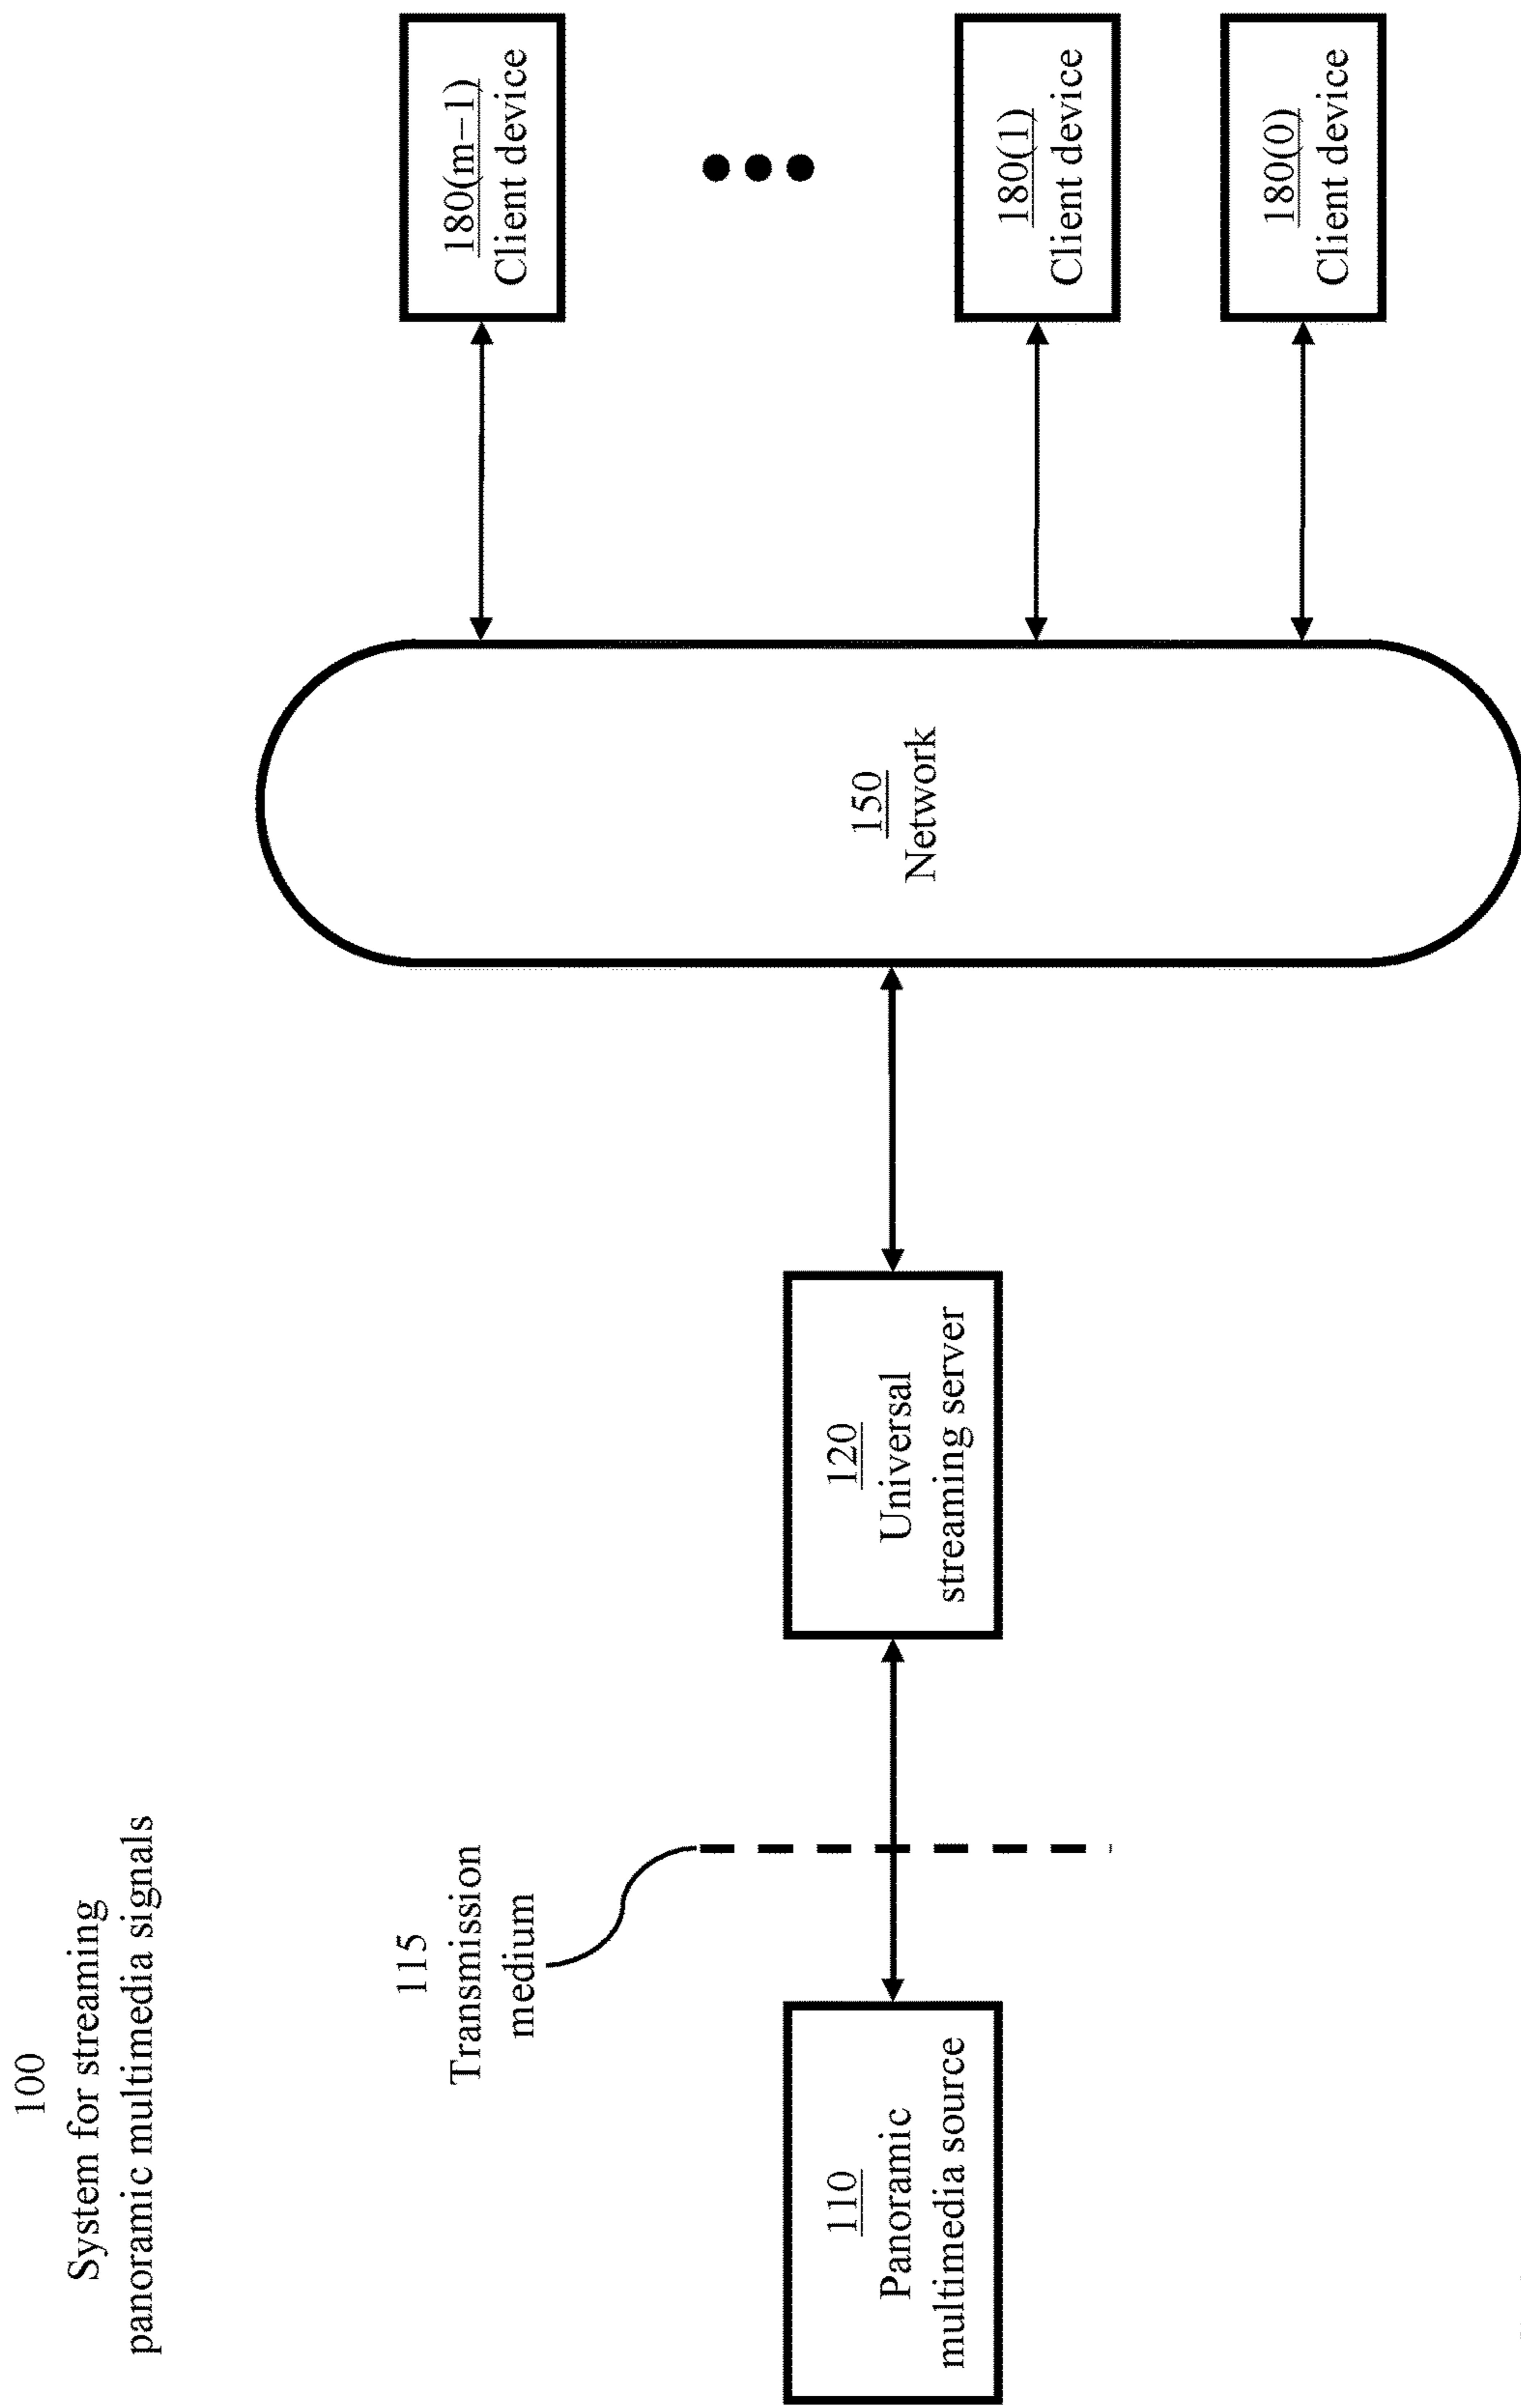 100
System for streaming
panoramic multimedia signals
115
Transmission
medium
110
Panoramic
multimedia source
120
Universal
streaming server
150
Network
180(m−1)
Client device
180(1)
Client device
180(0)
Client device